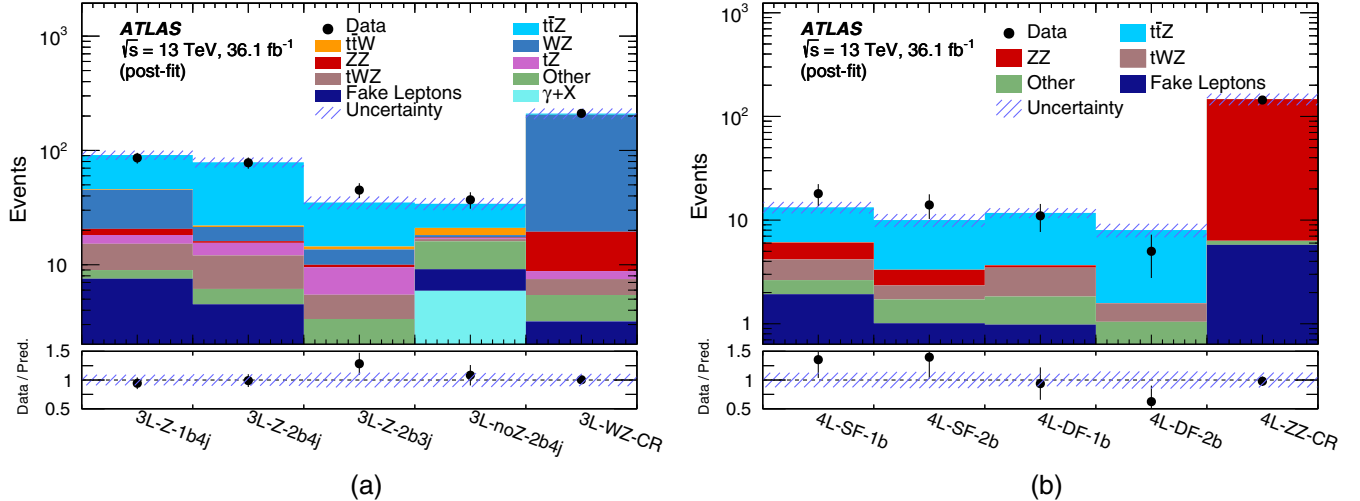 ATLAS
√s = 13 TeV, 36.1 fb⁻¹
(post-fit)
Data
tt̄W
ZZ
tWZ
Fake Leptons
Uncertainty
tt̄Z
WZ
tZ
Other
γ+X
Events
10³
10²
10
Data / Pred.
1.5
1
0.5
3L-Z-1b4j
3L-Z-2b4j
3L-Z-2b3j
3L-noZ-2b4j
3L-WZ-CR
(a)
ATLAS
√s = 13 TeV, 36.1 fb⁻¹
(post-fit)
Data
ZZ
Other
Uncertainty
tt̄Z
tWZ
Fake Leptons
Events
10³
10²
10
1
Data / Pred.
1.5
1
0.5
4L-SF-1b
4L-SF-2b
4L-DF-1b
4L-DF-2b
4L-ZZ-CR
(b)